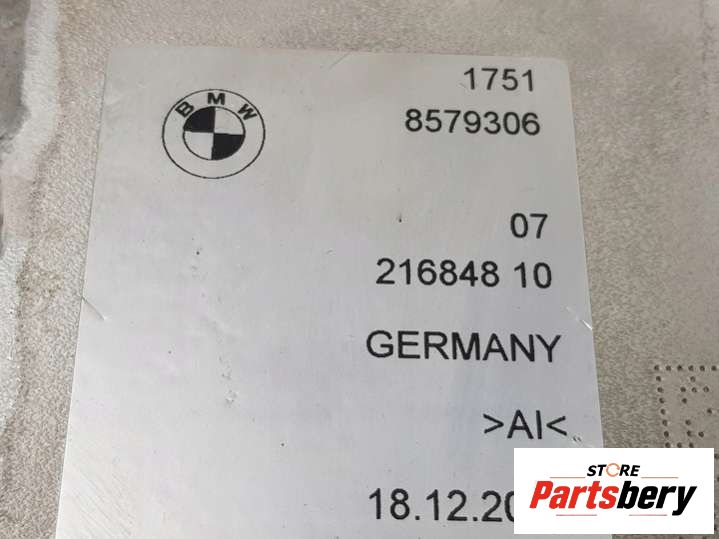 BMW
1751
8579306
07
216848 10
GERMANY
>AI<
18.12.20
STORE
Partsbery